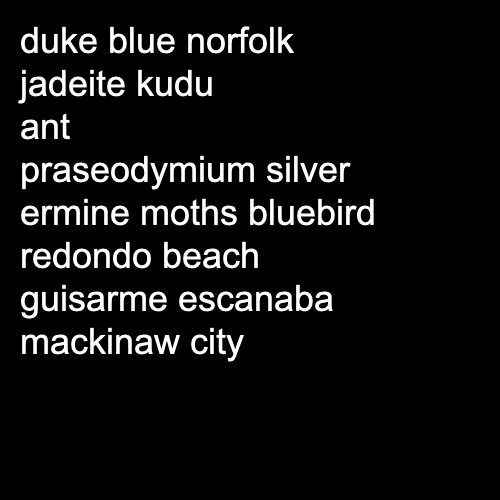 duke blue norfolk
jadeite kudu
ant
praseodymium silver
ermine moths bluebird
redondo beach
guisarme escanaba
mackinaw city